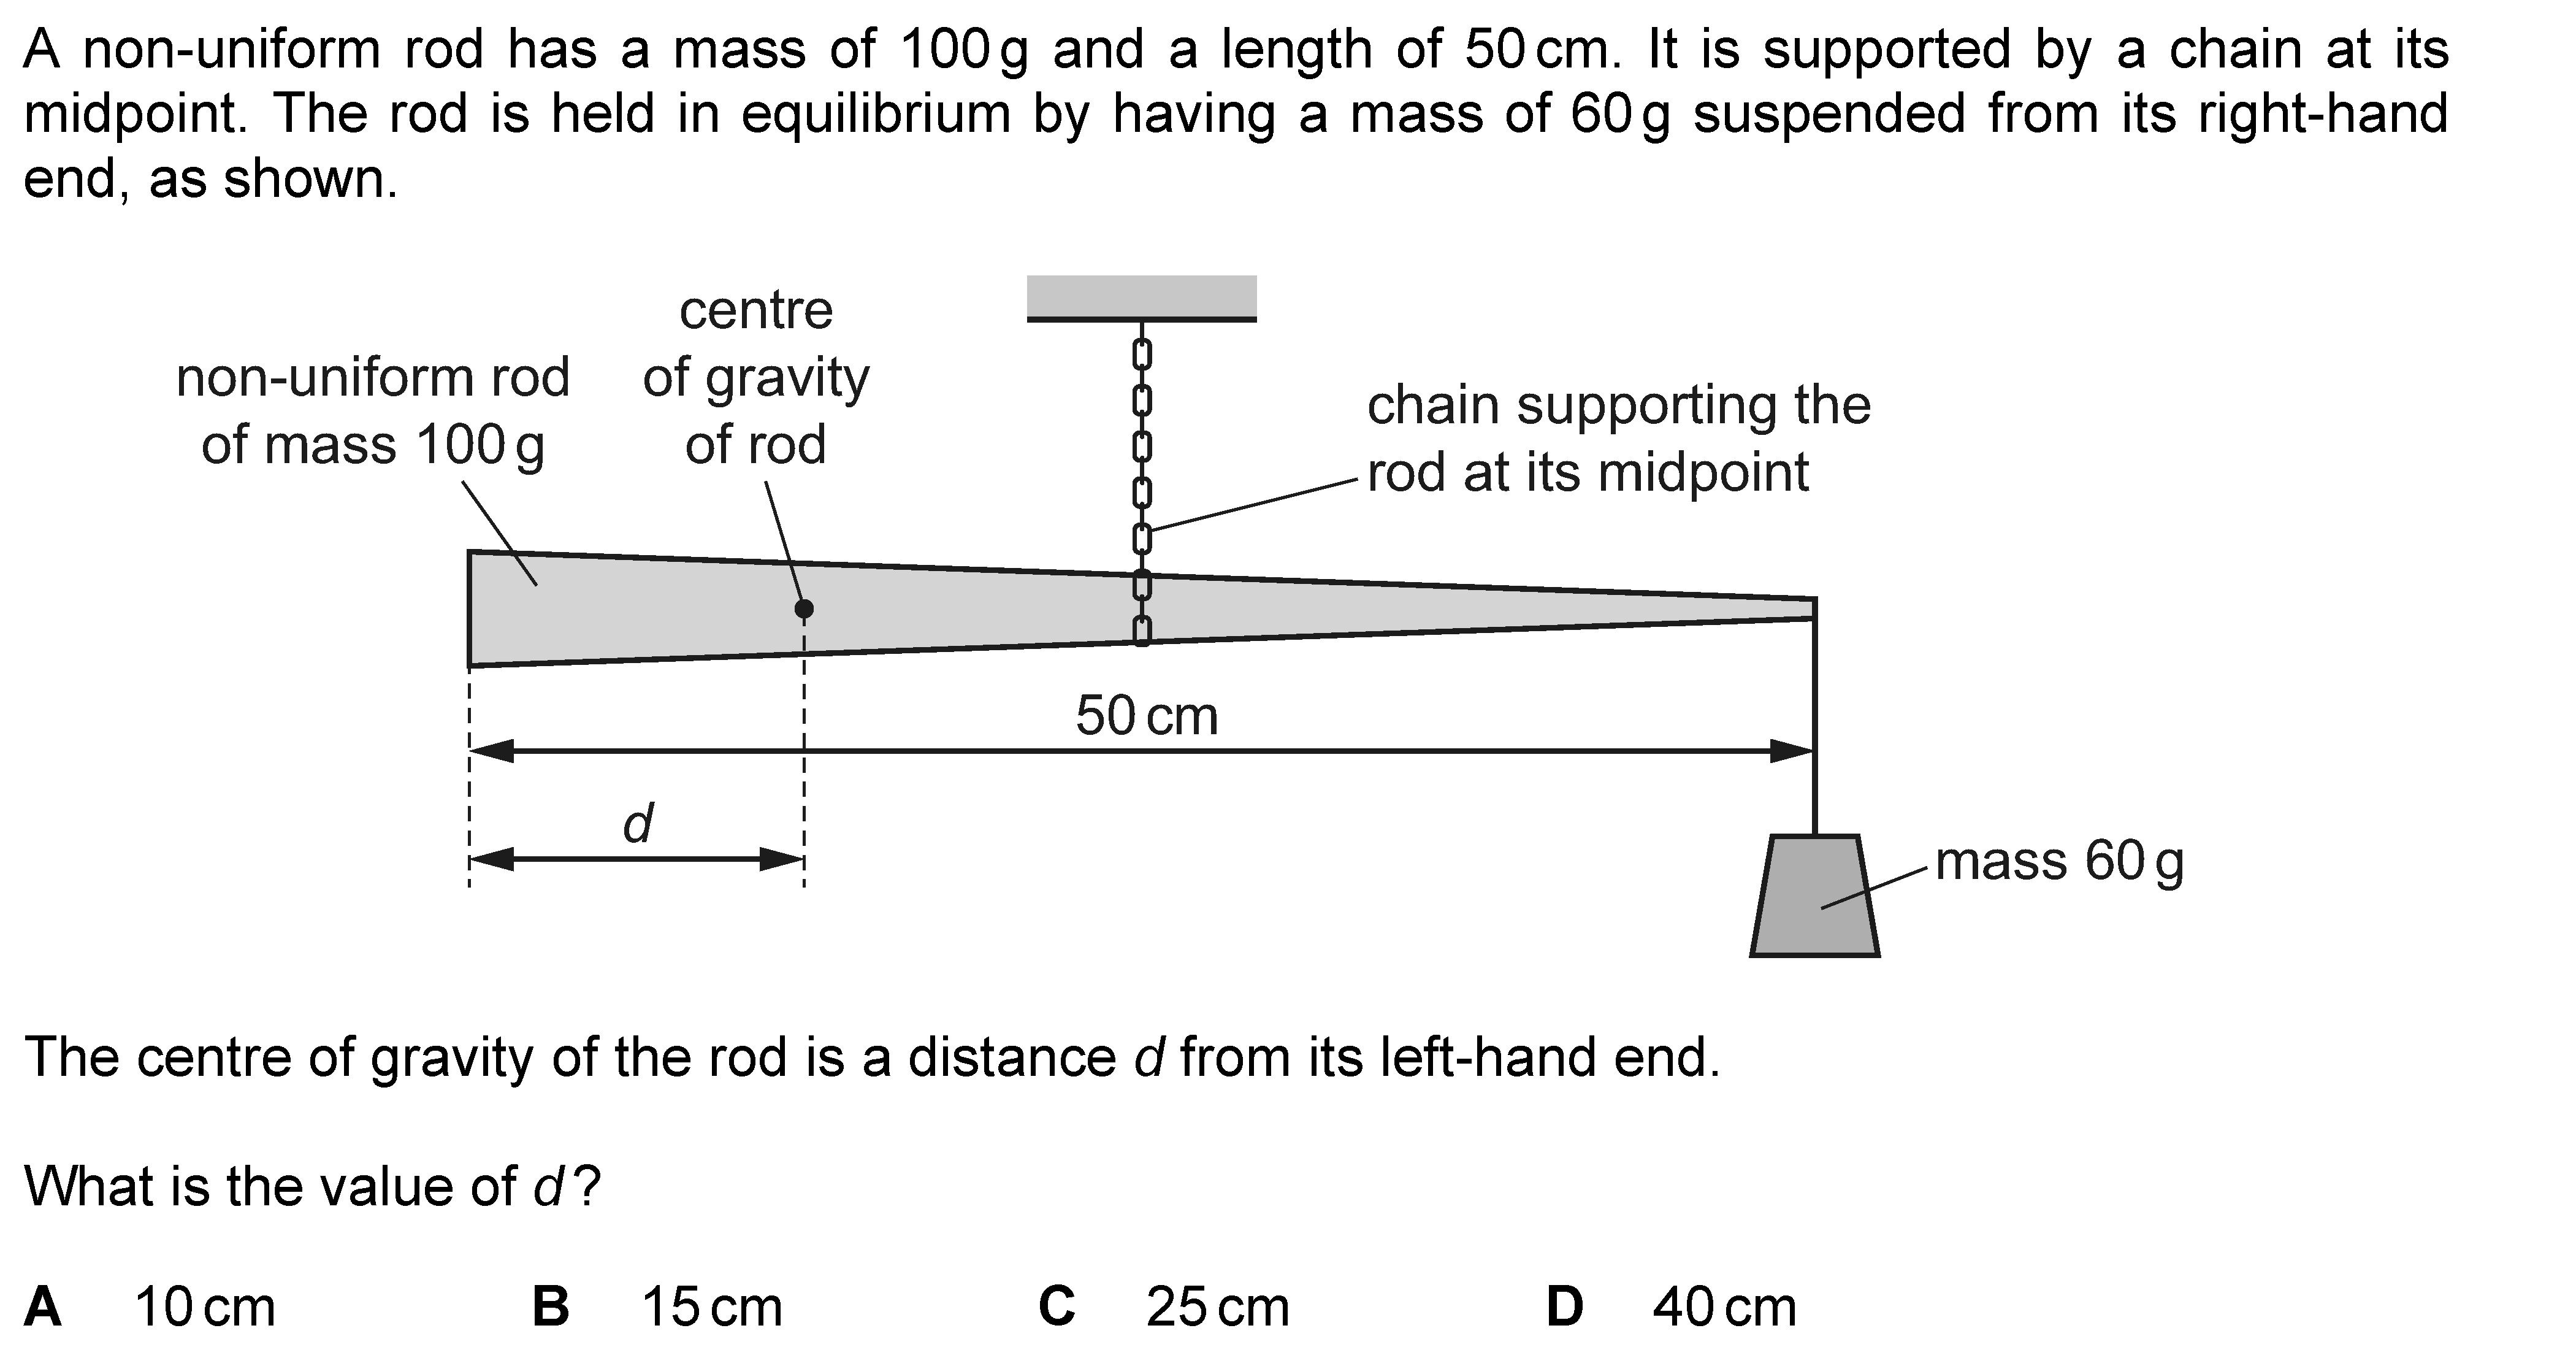 A non-uniform rod has a mass of 100 g and a length of 50 cm. It is supported by a chain at its
midpoint. The rod is held in equilibrium by having a mass of 60 g suspended from its right-hand
end, as shown.
centre
of gravity
of rod
non-uniform rod
of mass 100 g
chain supporting the
rod at its midpoint
50 cm
d
mass 60 g
The centre of gravity of the rod is a distance d from its left-hand end.
What is the value of d?
A 10 cm B 15 cm C 25 cm D 40 cm